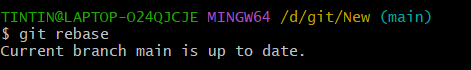 TINTIN@LAPTOP-O24QJCJE MINGW64 /d/git/New (main)
$ git rebase
Current branch main is up to date.